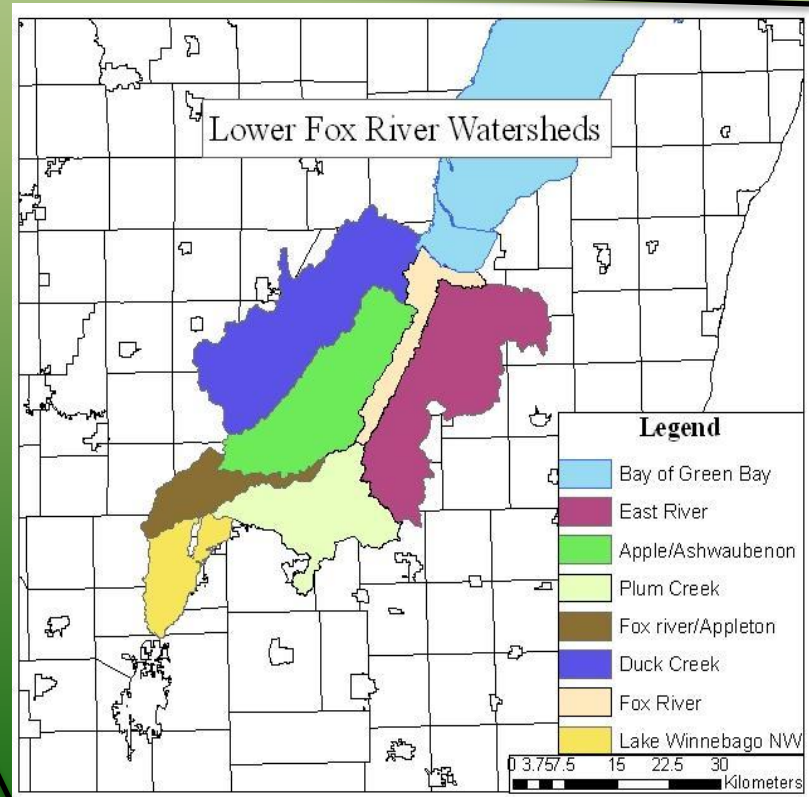 Lower Fox River Watersheds
Legend
Bay of Green Bay
East River
Apple/Ashwaubenon
Plum Creek
Fox river/Appleton
Duck Creek
Fox River
Lake Winnebago NW
0 3.757.5 15 22.5 30
Kilometers